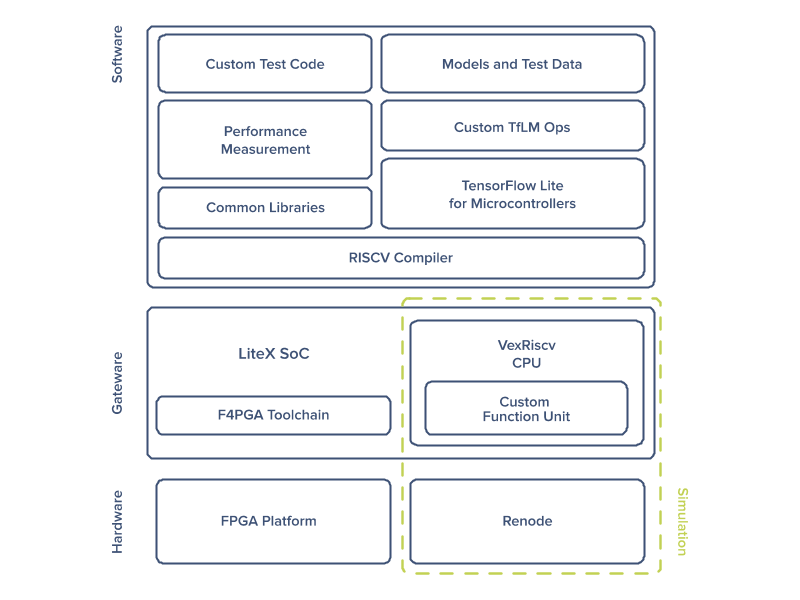 Software
Custom Test Code
Models and Test Data
Performance
Measurement
Custom TfLM Ops
Common Libraries
TensorFlow Lite
for Microcontrollers
RISCV Compiler
Gateware
LiteX SoC
F4PGA Toolchain
VexRiscv
CPU
Custom
Function Unit
Hardware
FPGA Platform
Renode
Simulation